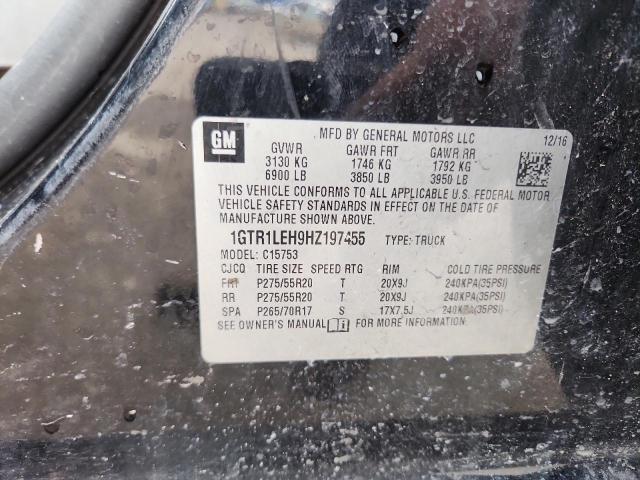 GM
MFD BY GENERAL MOTORS LLC 12/16
GVWR GAWR FRT GAWR RR
3130 KG 1746 KG 1792 KG
6900 LB 3850 LB 3950 LB
THIS VEHICLE CONFORMS TO ALL APPLICABLE U.S. FEDERAL MOTOR
VEHICLE SAFETY STANDARDS IN EFFECT ON THE DATE OF
MANUFACTURE SHOWN ABOVE.
1GTR1LEH9HZ197455 TYPE: TRUCK
MODEL: C15753
CJCQ TIRE SIZE SPEED RTG RIM COLD TIRE PRESSURE
FRT P275/55R20 T 20X9J 240KPA(35PSI)
RR P275/55R20 T 20X9J 240KPA(35PSI)
SPA P265/70R17 S 17X7.5J 240KPA(35PSI)
SEE OWNER'S MANUAL FOR MORE INFORMATION.